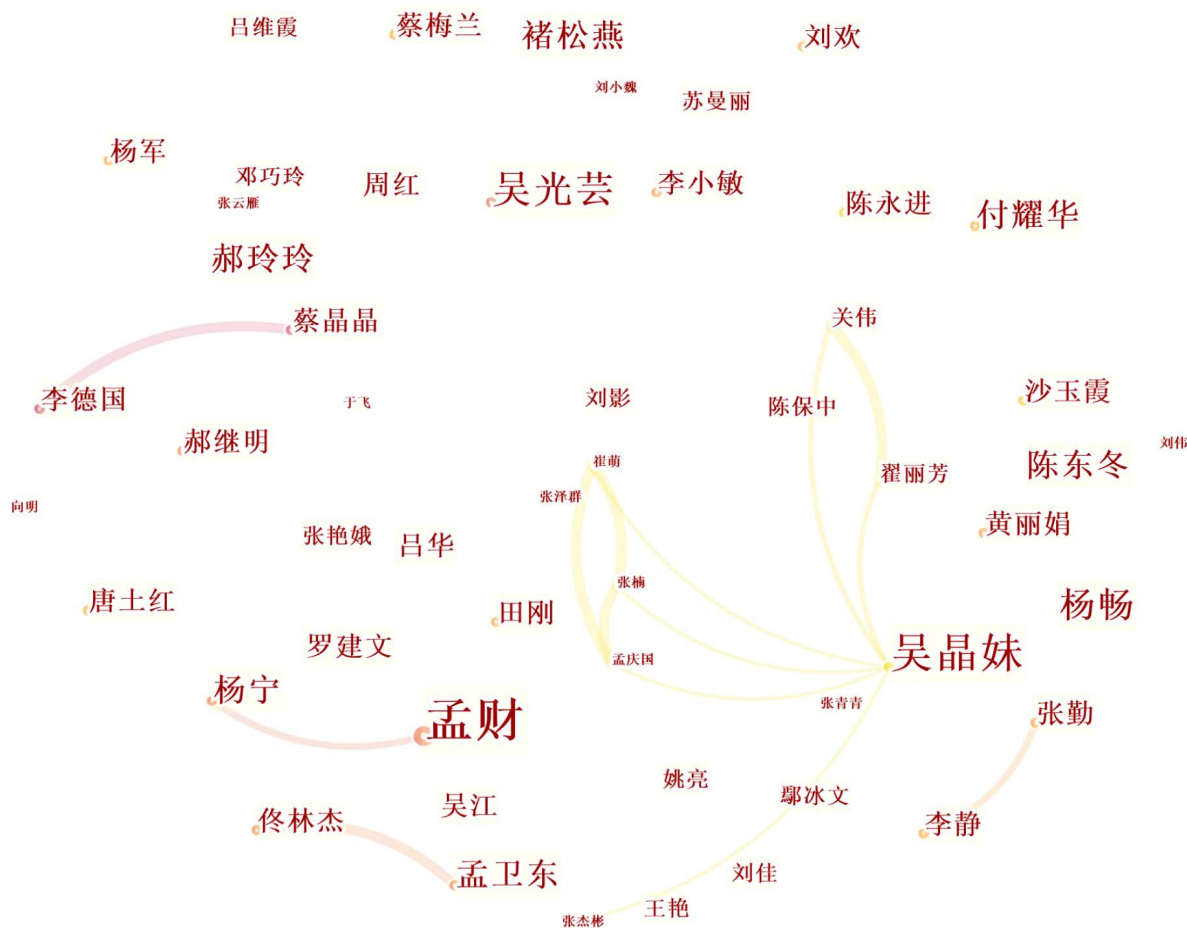 吕维霞
蔡梅兰
褚松燕
刘欢
刘小魏
苏曼丽
杨军
邓巧玲
周红
吴光芸
李小敏
张云雁
陈永进
付耀华
郝玲玲
蔡晶晶
关伟
李德国
于飞
刘影
陈保中
沙玉霞
郝继明
刘伟
崔萌
陈东冬
翟丽芳
张泽群
向明
张艳娥
吕华
黄丽娟
张楠
唐土红
田刚
杨畅
罗建文
孟庆国
吴晶妹
杨宁
孟财
张青青
张勤
姚亮
鄢冰文
吴江
佟林杰
李静
孟卫东
刘佳
王艳
张杰彬